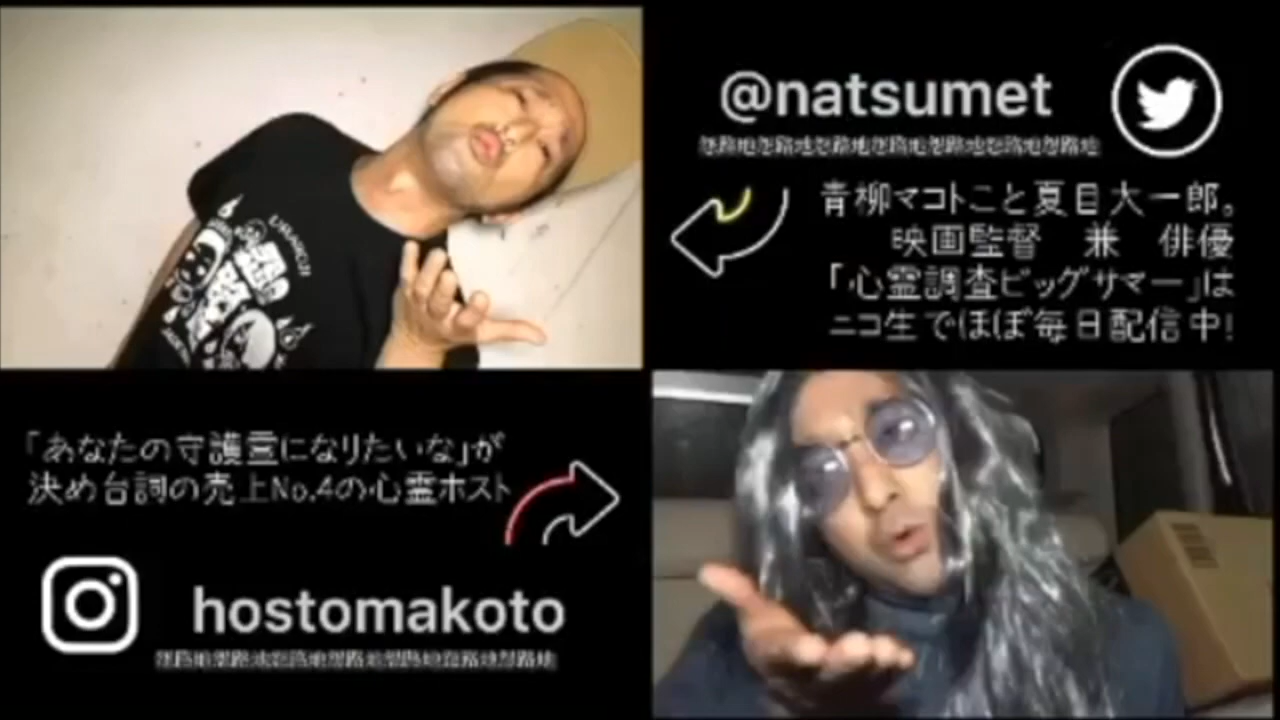 @natsumet
青柳マコトこと夏目大一郎。
映画監督 兼 俳優
「心霊調査ビッグサマー」は
ニコ生でほぼ毎日配信中!
「あなたの守護霊になりたいな」が
決め台詞の売上No.4の心霊ホスト
hostomakoto